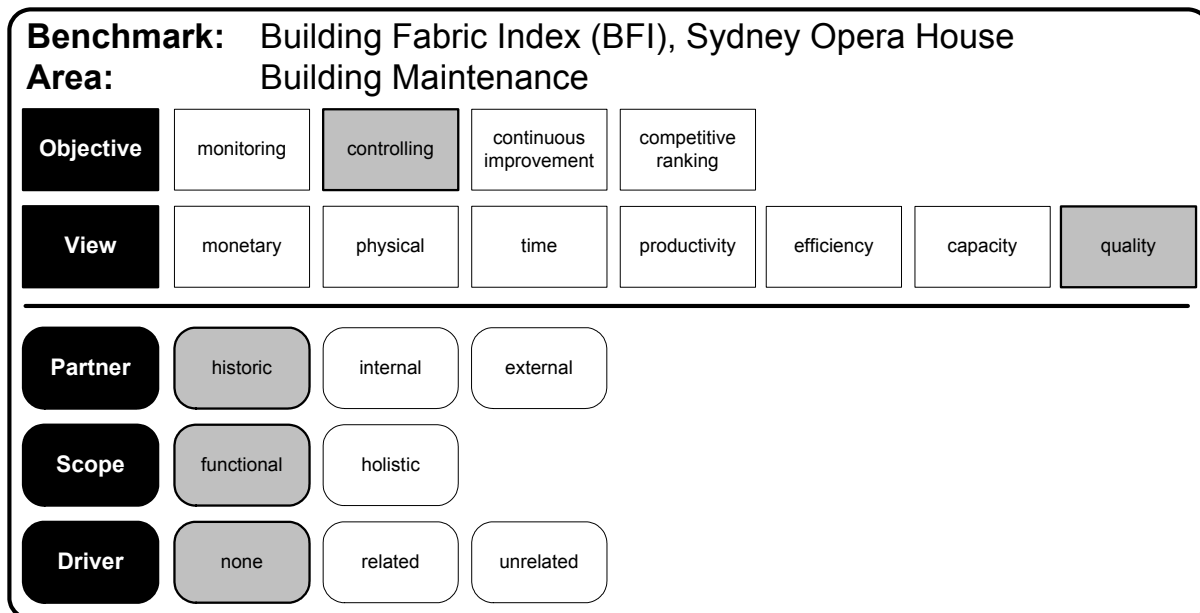 Benchmark: Building Fabric Index (BFI), Sydney Opera House
Area: Building Maintenance
Objective monitoring controlling continuous improvement competitive ranking
View monetary physical time productivity efficiency capacity quality
Partner historic internal external
Scope functional holistic
Driver none related unrelated